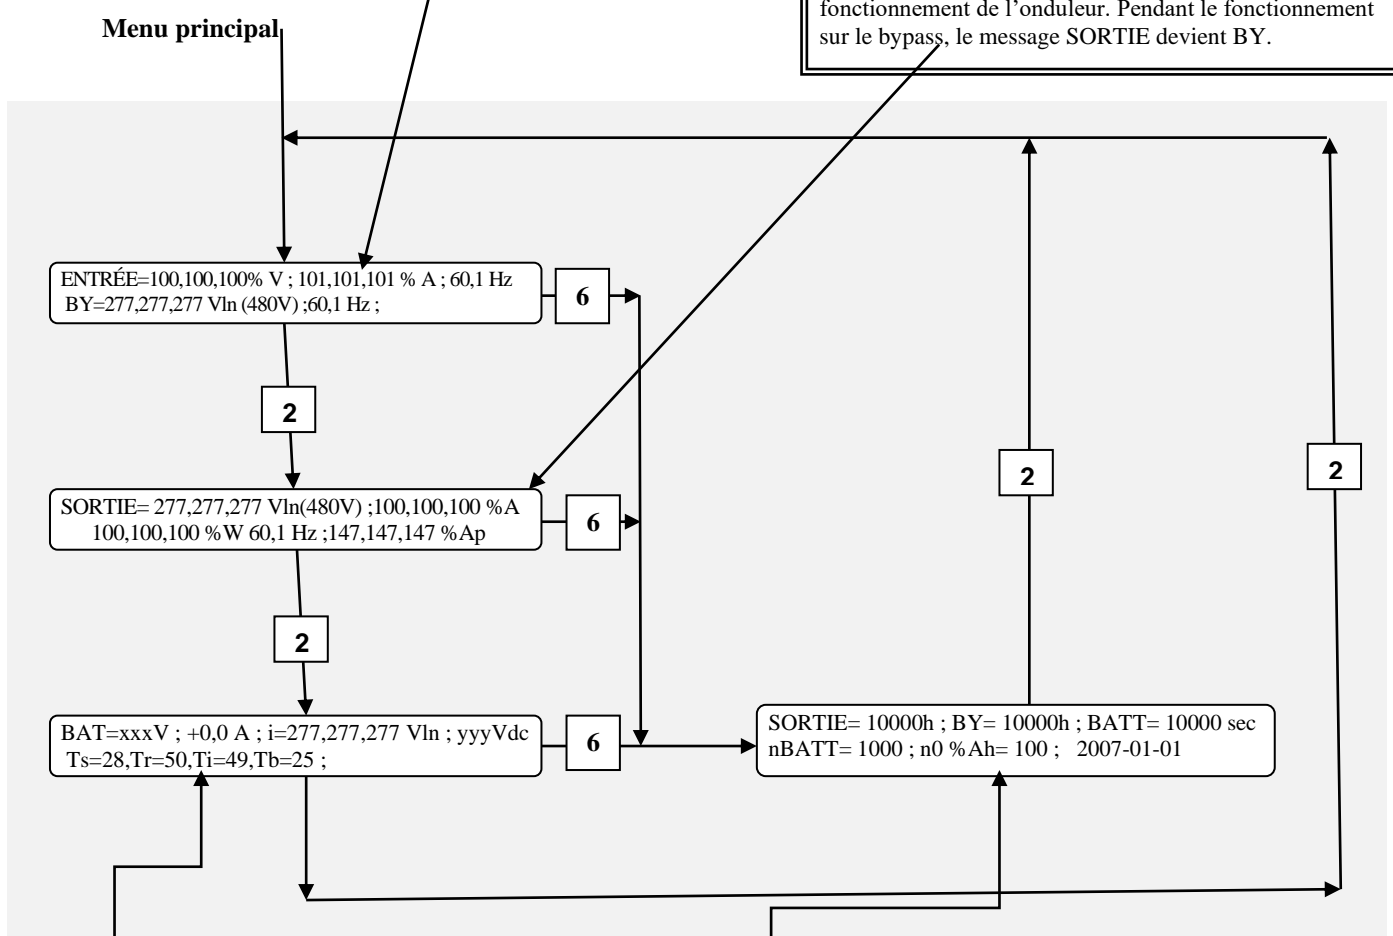 fonctionnement de l’onduleur. Pendant le fonctionnement
sur le bypass, le message SORTIE devient BY.
Menu principal
ENTRÉE=100,100,100% V ; 101,101,101 % A ; 60,1 Hz
BY=277,277,277 Vln (480V) ;60,1 Hz ;
6
2
SORTIE= 277,277,277 Vln(480V) ;100,100,100 %A
100,100,100 %W 60,1 Hz ;147,147,147 %Ap
6
2
2
2
BAT=xxxV ; +0,0 A ; i=277,277,277 Vln ; yyyVdc
Ts=28,Tr=50,Ti=49,Tb=25 ;
6
SORTIE= 10000h ; BY= 10000h ; BATT= 10000 sec
nBATT= 1000 ; n0 %Ah= 100 ; 2007-01-01